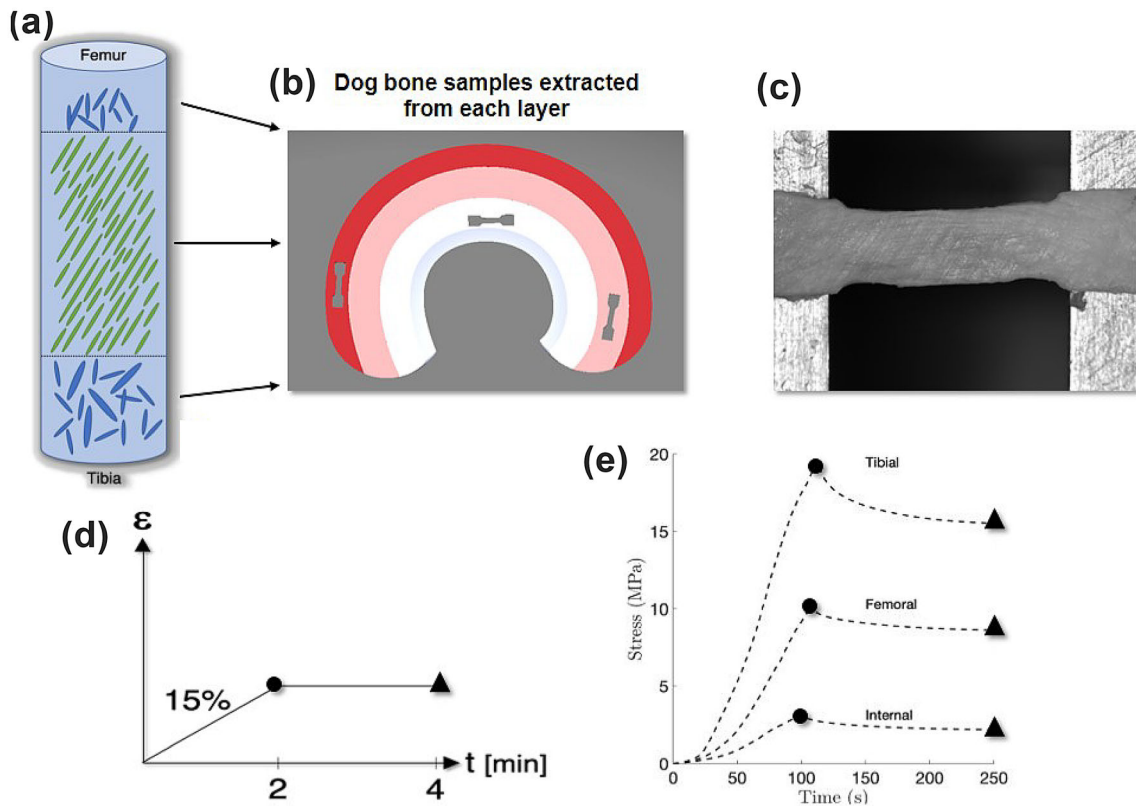 (a)
Femur
Tibia
(b)
Dog bone samples extracted
from each layer
(c)
(d)
ε
15%
2
4
t [min]
(e)
Stress (MPa)
20
15
10
5
0
Tibial
Femoral
Internal
0
50
100
150
200
250
Time (s)